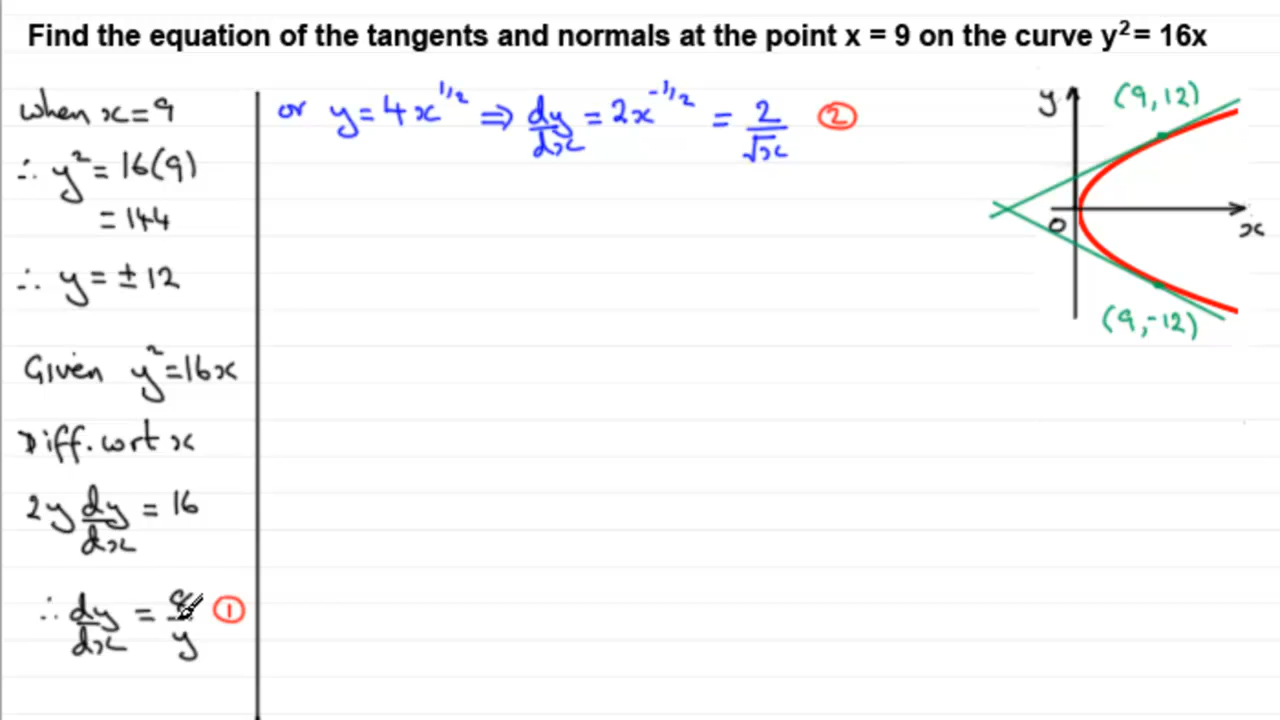 Find the equation of the tangents and normals at the point x = 9 on the curve y² = 16x
when x = 9
∴ y² = 16(9)
= 144
∴ y = ± 12
Given y² = 16x
Diff. wrt x
2y dy/dx = 16
∴ dy/dx = 8/y ①
or y = 4x^1/2 ⇒ dy/dx = 2x^-1/2 = 2/√x ②
y
(9, 12)
0
x
(9, -12)